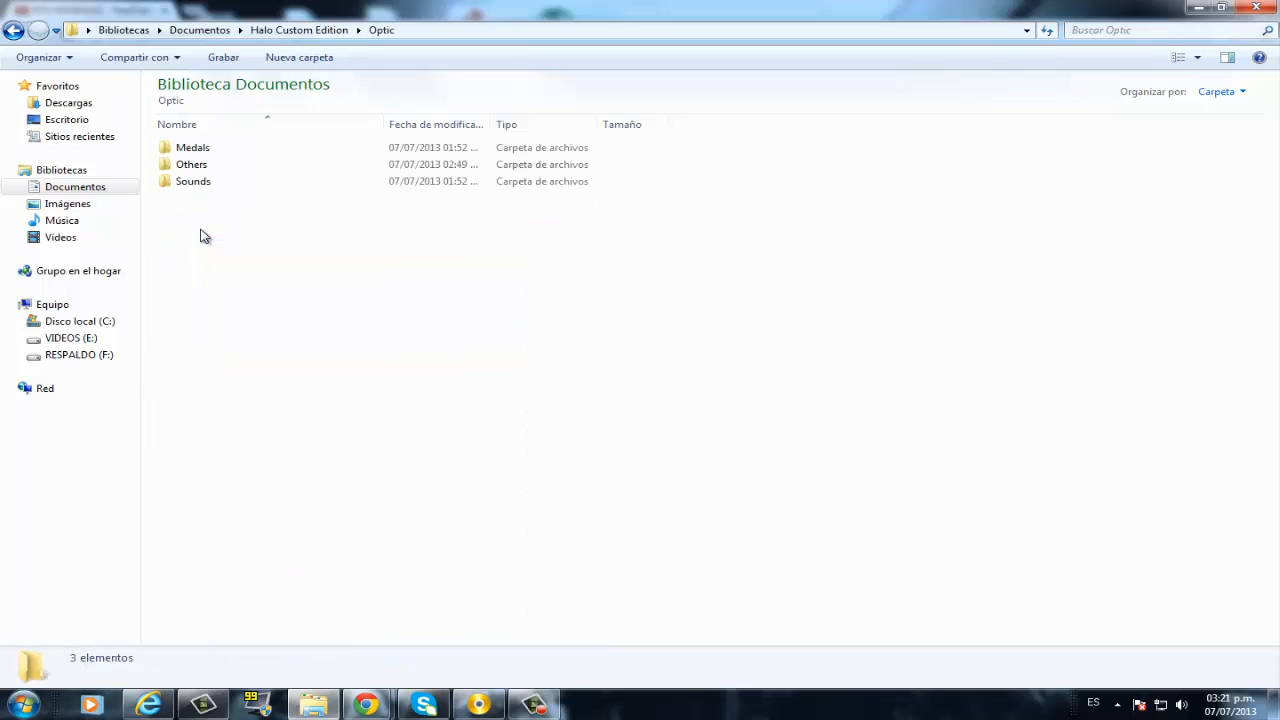 Bibliotecas Documentos Halo Custom Edition Optic
Buscar Optic
Organizar Compartir con Grabar Nueva carpeta
Biblioteca Documentos
Optic
Organizar por: Carpeta
Nombre Fecha de modifica... Tipo Tamaño
Medals 07/07/2013 01:52 ... Carpeta de archivos
Others 07/07/2013 02:49 ... Carpeta de archivos
Sounds 07/07/2013 01:52 ... Carpeta de archivos
Favoritos
Descargas
Escritorio
Sitios recientes
Bibliotecas
Documentos
Imágenes
Música
Vídeos
Grupo en el hogar
Equipo
Disco local (C:)
VIDEOS (E:)
RESPALDO (F:)
Red
3 elementos
99
ES
03:21 p.m.
07/07/2013